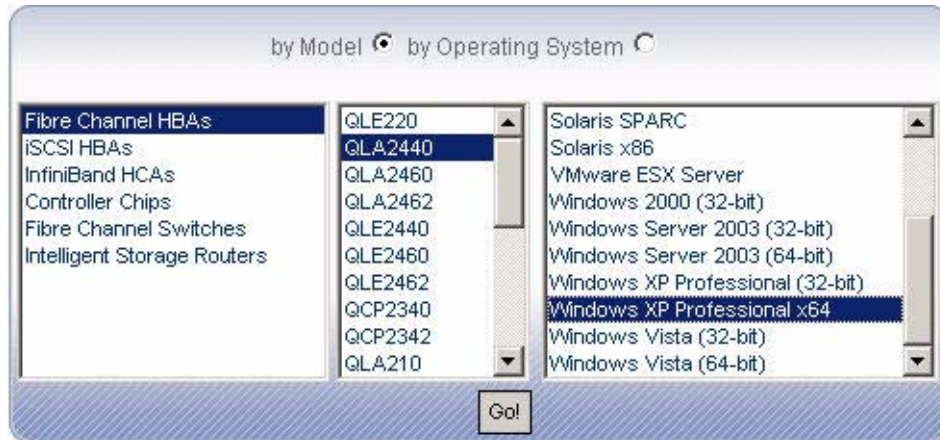 by Model by Operating System
Fibre Channel HBAs
iSCSI HBAs
InfiniBand HCAs
Controller Chips
Fibre Channel Switches
Intelligent Storage Routers
QLE220
QLA2440
QLA2460
QLA2462
QLE2440
QLE2460
QLE2462
QCP2340
QCP2342
QLA210
Solaris SPARC
Solaris x86
VMware ESX Server
Windows 2000 (32-bit)
Windows Server 2003 (32-bit)
Windows Server 2003 (64-bit)
Windows XP Professional (32-bit)
Windows XP Professional x64
Windows Vista (32-bit)
Windows Vista (64-bit)
Go!